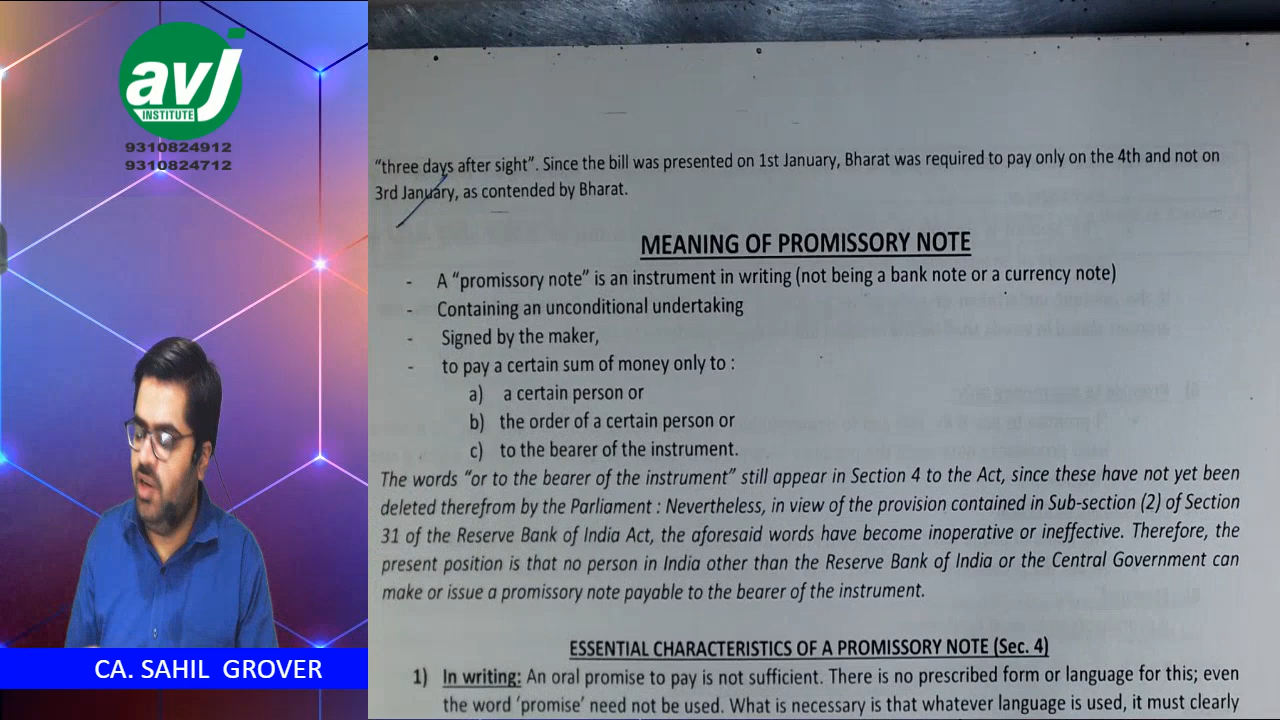 avj
INSTITUTE
9310824912
9310824712
“three days after sight”. Since the bill was presented on 1st January, Bharat was required to pay only on the 4th and not on
3rd January, as contended by Bharat.
MEANING OF PROMISSORY NOTE
- A “promissory note” is an instrument in writing (not being a bank note or a currency note)
- Containing an unconditional undertaking
- Signed by the maker,
- to pay a certain sum of money only to :
a) a certain person or
b) the order of a certain person or
c) to the bearer of the instrument.
The words “or to the bearer of the instrument” still appear in Section 4 to the Act, since these have not yet been
deleted therefrom by the Parliament : Nevertheless, in view of the provision contained in Sub-section (2) of Section
31 of the Reserve Bank of India Act, the aforesaid words have become inoperative or ineffective. Therefore, the
present position is that no person in India other than the Reserve Bank of India or the Central Government can
make or issue a promissory note payable to the bearer of the instrument.
ESSENTIAL CHARACTERISTICS OF A PROMISSORY NOTE (Sec. 4)
1) In writing: An oral promise to pay is not sufficient. There is no prescribed form or language for this; even
the word ‘promise’ need not be used. What is necessary is that whatever language is used, it must clearly
CA. SAHIL GROVER